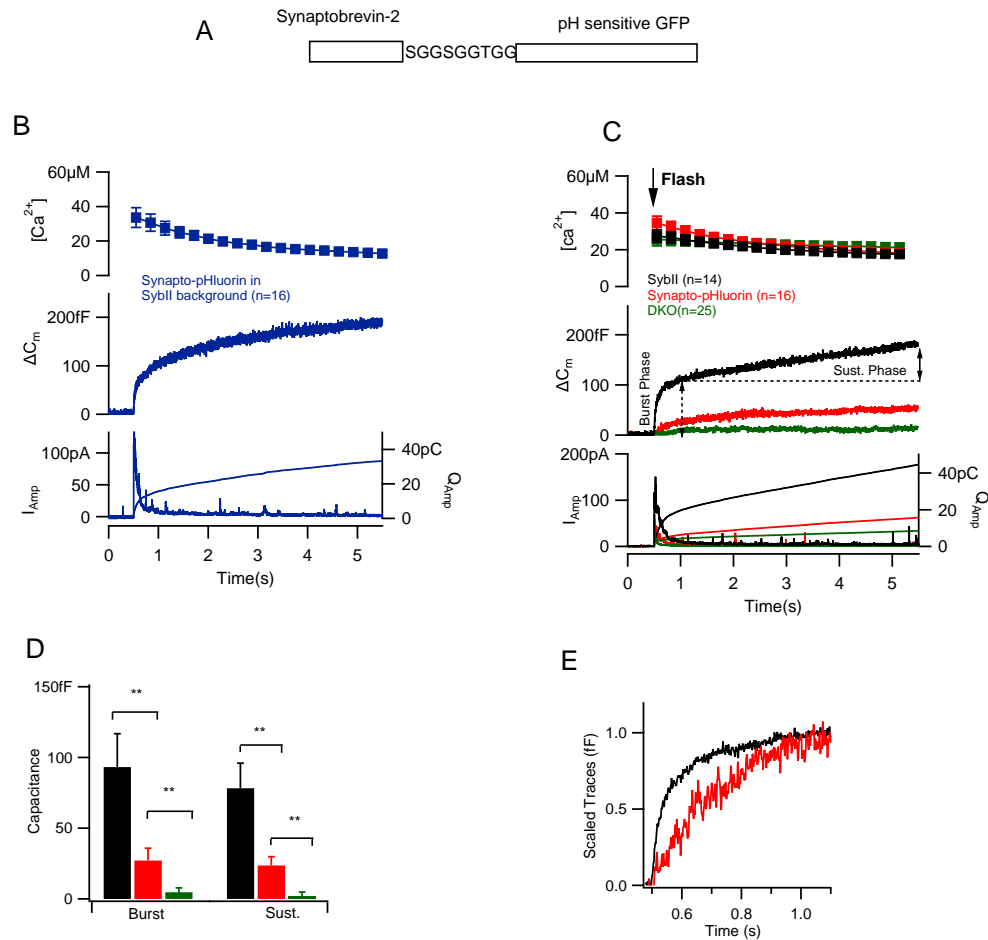 A
Synaptobrevin-2
pH sensitive GFP
SGGSGGTGG
B
60µM
40
20
0
[Ca2+]
Synapto-pHluorin in
SybII background (n=16)
200fF
100
0
ΔCm
100pA
50
0
IAmp
40pC
20
0
QAmp
0 1 2 3 4 5
Time(s)
C
Flash
60µM
40
20
0
[ca2+]
SybII (n=14)
Synapto-pHluorin (n=16)
DKO(n=25)
200fF
100
0
ΔCm
Burst Phase
Sust. Phase
200pA
100
0
IAmp
40pC
20
0
QAmp
0 1 2 3 4 5
Time(s)
D
150fF
100
50
0
Capacitance
**
**
**
**
Burst
Sust.
E
1.0
0.5
0.0
Scaled Traces (fF)
0.6 0.8 1.0
Time (s)